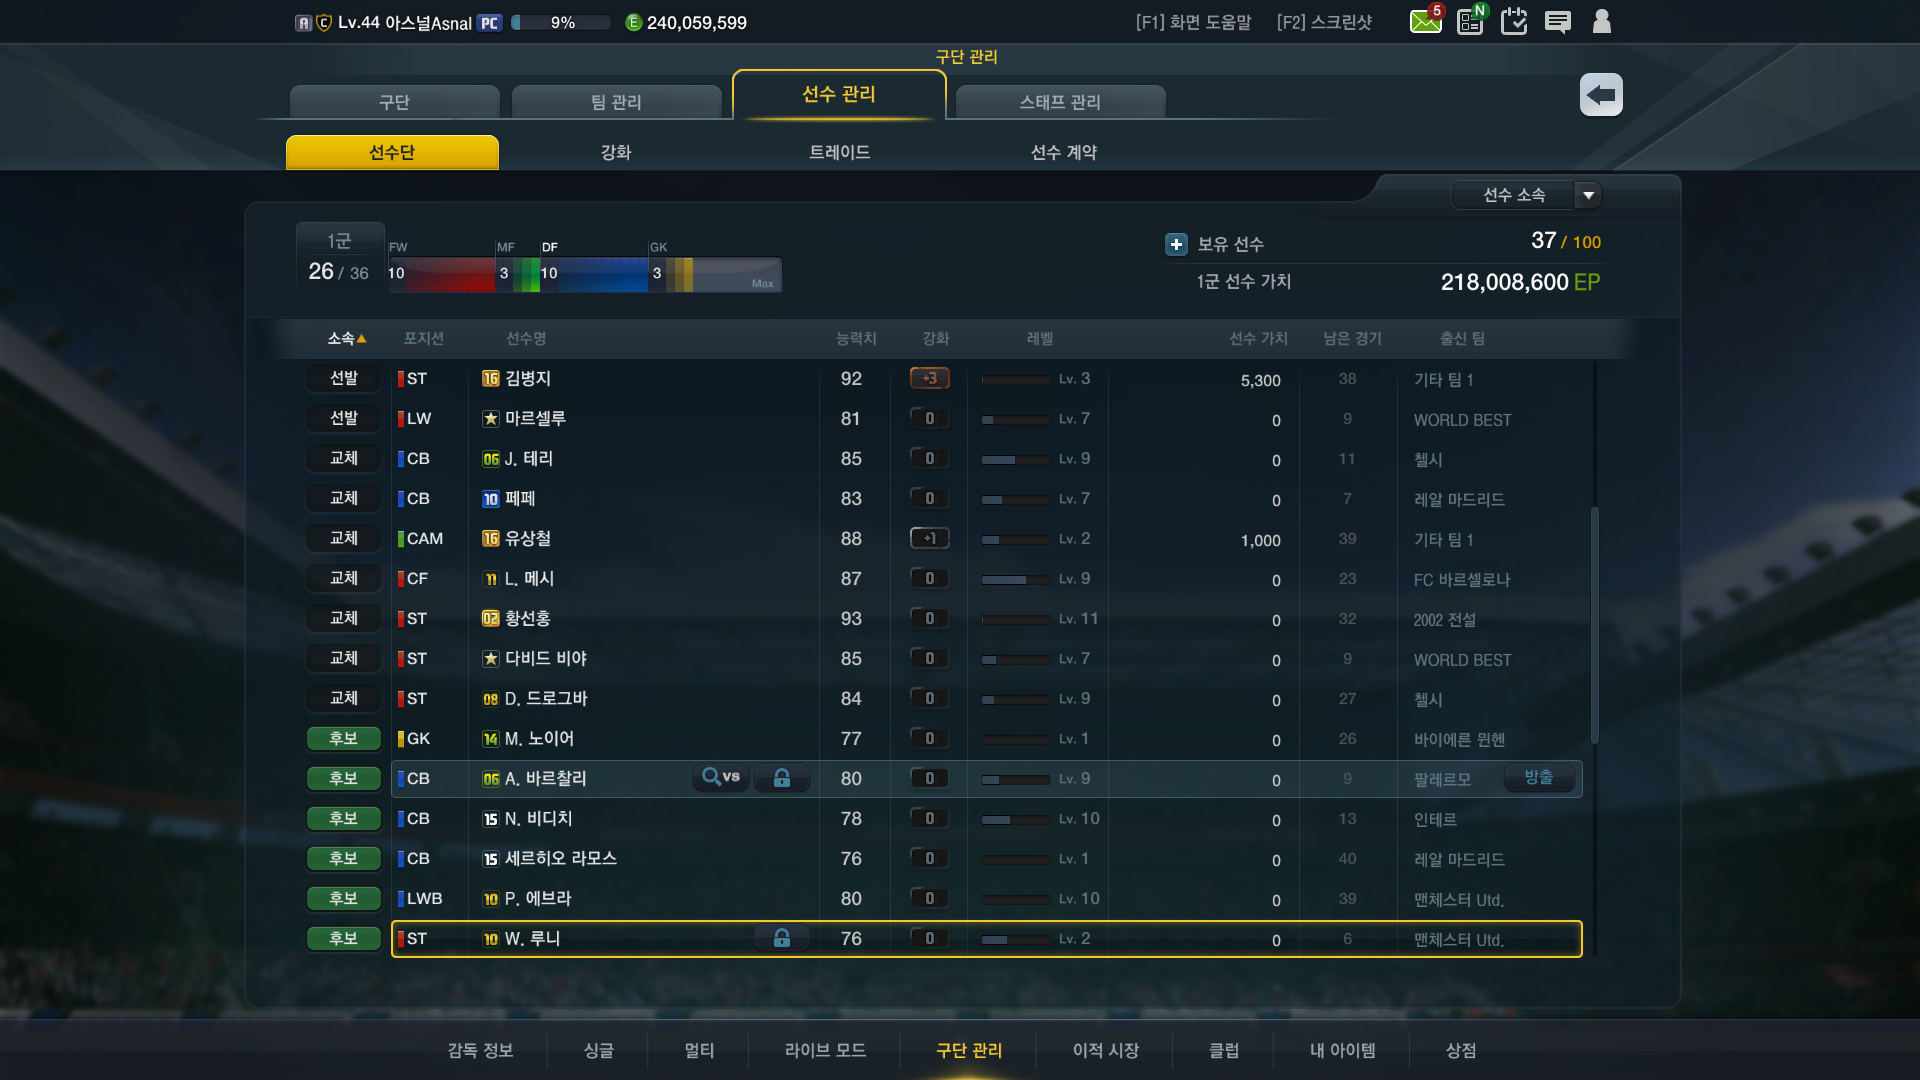 A C Lv.44 아스널Asnal PC 9% E 240,059,599 [F1] 화면 도움말 [F2] 스크린샷 5 N
구단 관리
구단 팀 관리 선수 관리 스태프 관리
선수단 강화 트레이드 선수 계약
선수 소속
1군 26 / 36
FW MF DF GK
10 3 10 3 Max
보유 선수 37 / 100
1군 선수 가치 218,008,600 EP
소속 포지션 선수명 능력치 강화 레벨 선수 가치 남은 경기 출신 팀
선발 ST 16 김병지 92 +3 Lv. 3 5,300 38 기타 팀 1
선발 LW 마르셀루 81 0 Lv. 7 0 9 WORLD BEST
교체 CB 06 J. 테리 85 0 Lv. 9 0 11 첼시
교체 CB 10 페페 83 0 Lv. 7 0 7 레알 마드리드
교체 CAM 16 유상철 88 +1 Lv. 2 1,000 39 기타 팀 1
교체 CF 11 L. 메시 87 0 Lv. 9 0 23 FC 바르셀로나
교체 ST 02 황선홍 93 0 Lv. 11 0 32 2002 전설
교체 ST 다비드 비야 85 0 Lv. 7 0 9 WORLD BEST
교체 ST 08 D. 드로그바 84 0 Lv. 9 0 27 첼시
후보 GK 14 M. 노이어 77 0 Lv. 1 0 26 바이에른 뮌헨
후보 CB 06 A. 바르찰리 VS 80 0 Lv. 9 0 9 팔레르모 방출
후보 CB 15 N. 비디치 78 0 Lv. 10 0 13 인테르
후보 CB 15 세르히오 라모스 76 0 Lv. 1 0 40 레알 마드리드
후보 LWB 10 P. 에브라 80 0 Lv. 10 0 39 맨체스터 Utd.
후보 ST 10 W. 루니 76 0 Lv. 2 0 6 맨체스터 Utd.
감독 정보 싱글 멀티 라이브 모드 구단 관리 이적 시장 클럽 내 아이템 상점